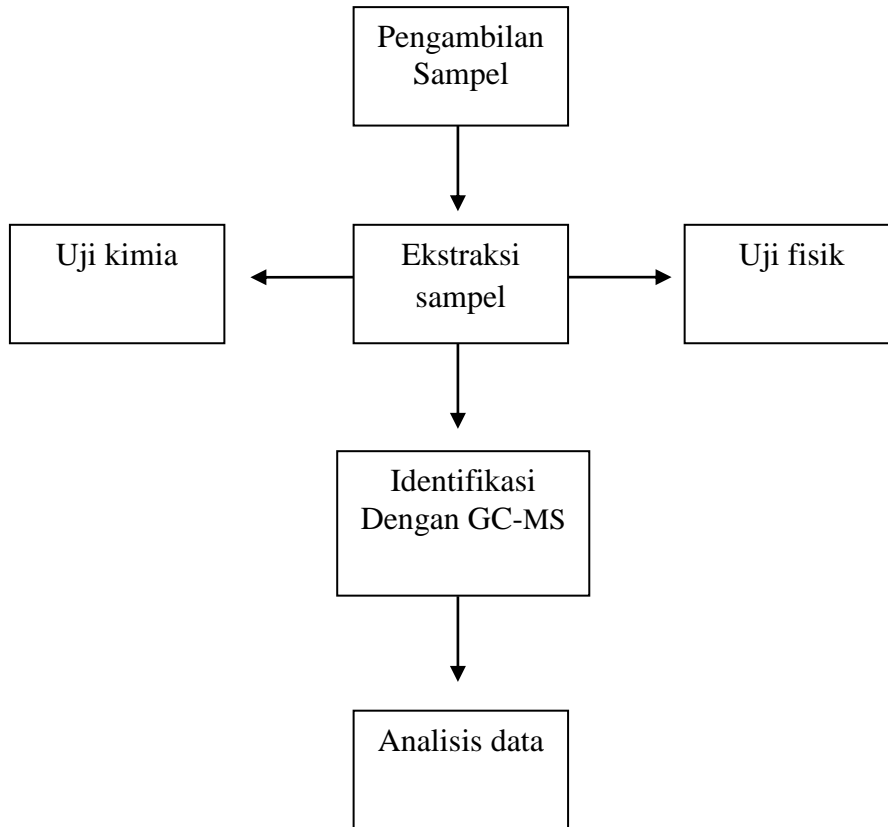 Pengambilan
Sampel
Uji kimia
Ekstraksi
sampel
Uji fisik
Identifikasi
Dengan GC-MS
Analisis data